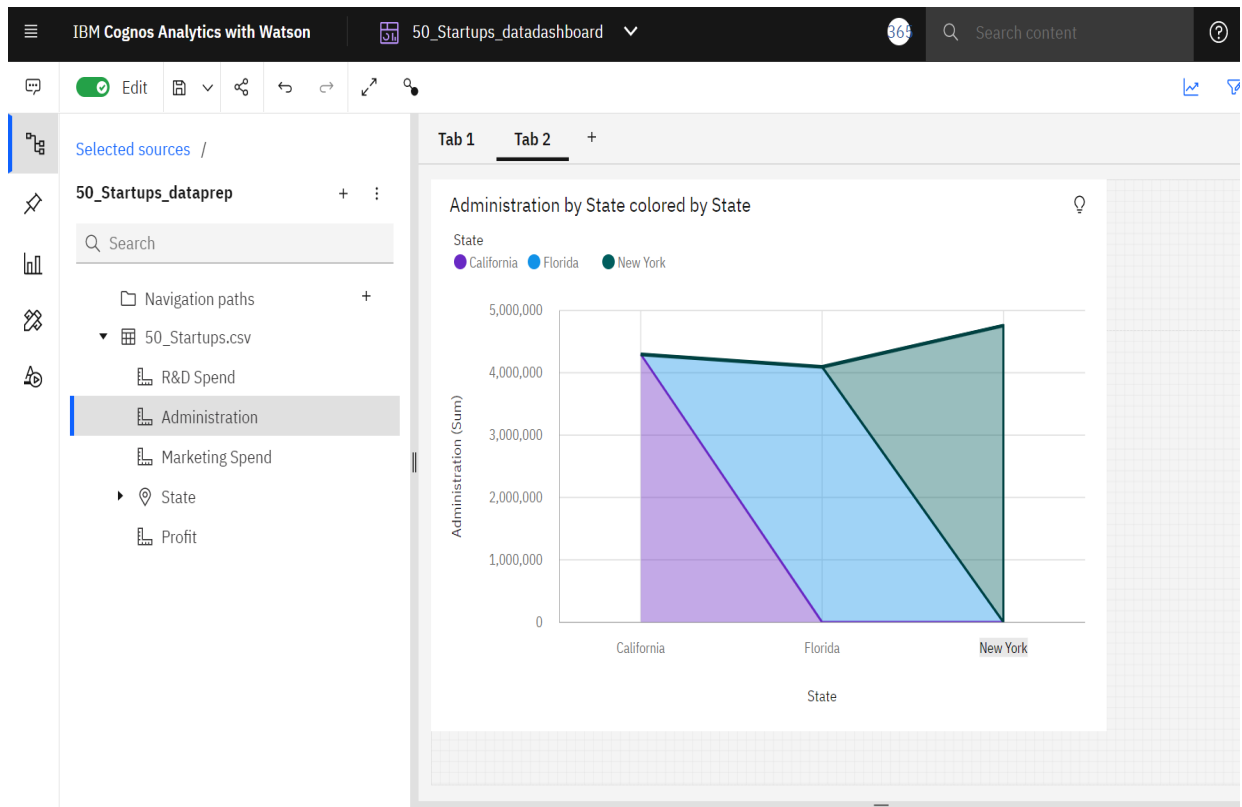 IBM Cognos Analytics with Watson
50_Startups_datadashboard
365
Search content
Edit
Selected sources /
50_Startups_dataprep
Search
Navigation paths
50_Startups.csv
R&D Spend
Administration
Marketing Spend
State
Profit
Tab 1 Tab 2 +
Administration by State colored by State
State
California Florida New York
5,000,000
4,000,000
3,000,000
2,000,000
1,000,000
0
Administration (Sum)
California Florida New York
State